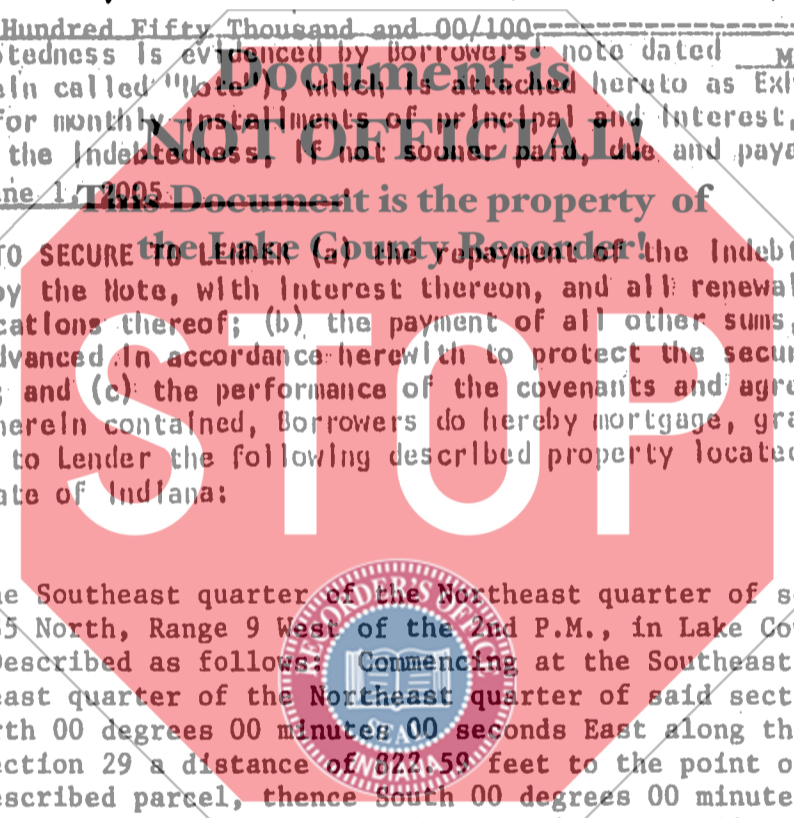 Hundred Fifty Thousand and 00/100--------------------
tedness is evidenced by Borrowers' note dated M
ein called "Note"), which is attached hereto as Exh
for monthly installments of principal and interest,
the indebtedness, if not sooner paid, due and paya
ne 1, 2005
Document is
NOT OFFICIAL!
This Document is the property of
the Lake County Recorder!
TO SECURE TO LENDER (a) the repayment of the indebt
by the Note, with interest thereon, and all renewa
cations thereof; (b) the payment of all other sums,
dvanced in accordance herewith to protect the secur
; and (c) the performance of the covenants and agre
herein contained, Borrowers do hereby mortgage, gra
to Lender the following described property located
ate of Indiana:
STOP
he Southeast quarter of the Northeast quarter of s
35 North, Range 9 West of the 2nd P.M., in Lake Co
Described as follows: Commencing at the Southeast
east quarter of the Northeast quarter of said sect
rth 00 degrees 00 minutes 00 seconds East along th
ection 29 a distance of 822.59 feet to the point o
escribed parcel, thence South 00 degrees 00 minute
RECORDER'S OFFICE
SEAL
INDIANA